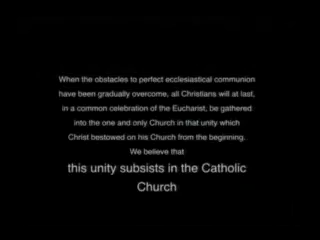 When the obstacles to perfect ecclesiastical communion
have been gradually overcome, all Christians will at last,
in a common celebration of the Eucharist, be gathered
into the one and only Church in that unity which
Christ bestowed on his Church from the beginning.
We believe that
this unity subsists in the Catholic
Church